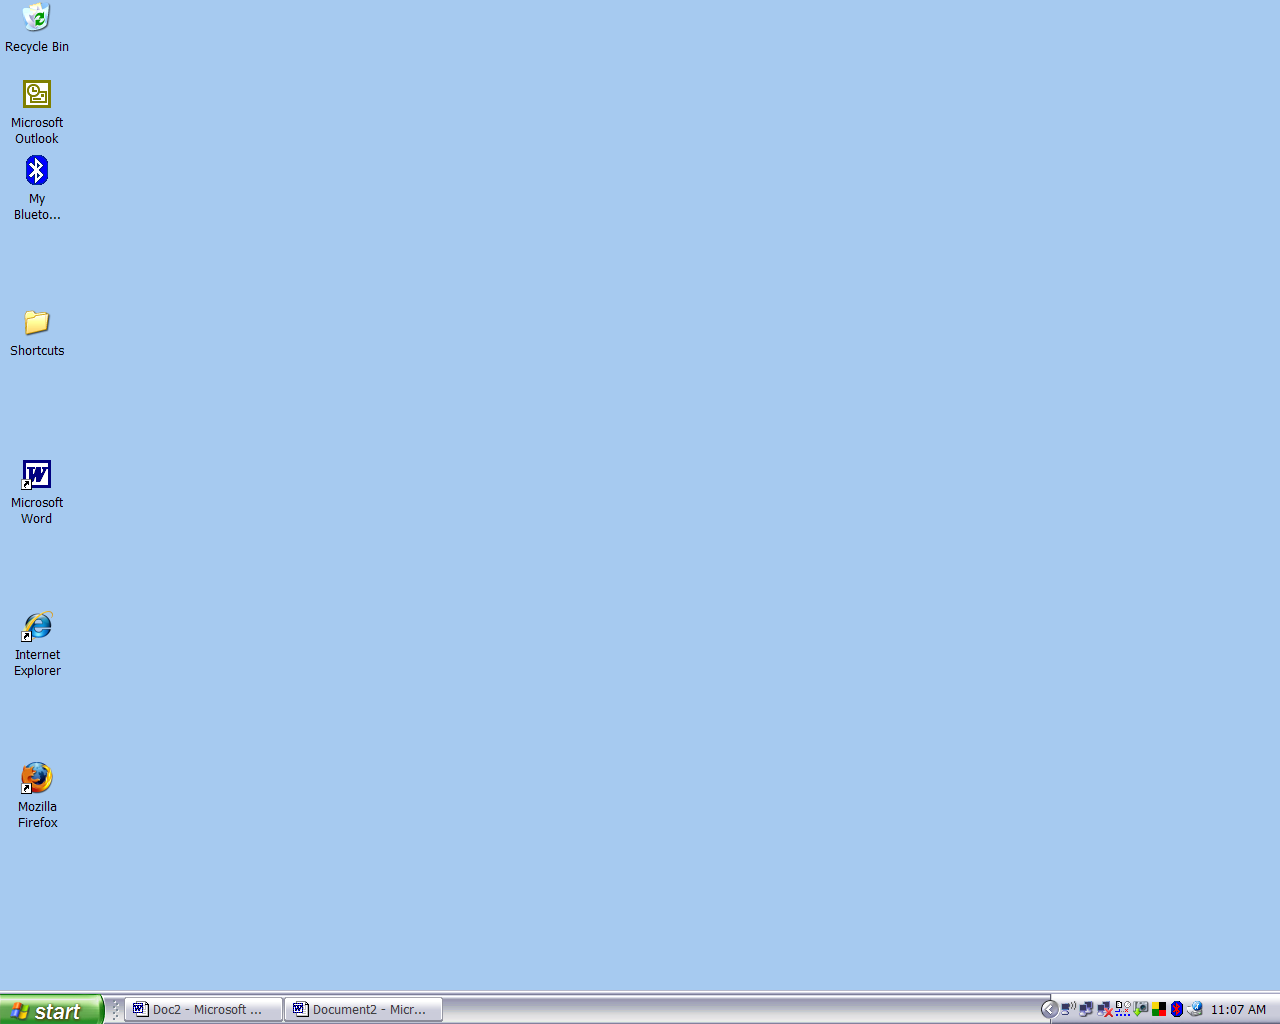 Recycle Bin
Microsoft
Outlook
My
Blueto...
Shortcuts
Microsoft
Word
Internet
Explorer
Mozilla
Firefox
start
Doc2 - Microsoft ...
Document2 - Micr...
11:07 AM